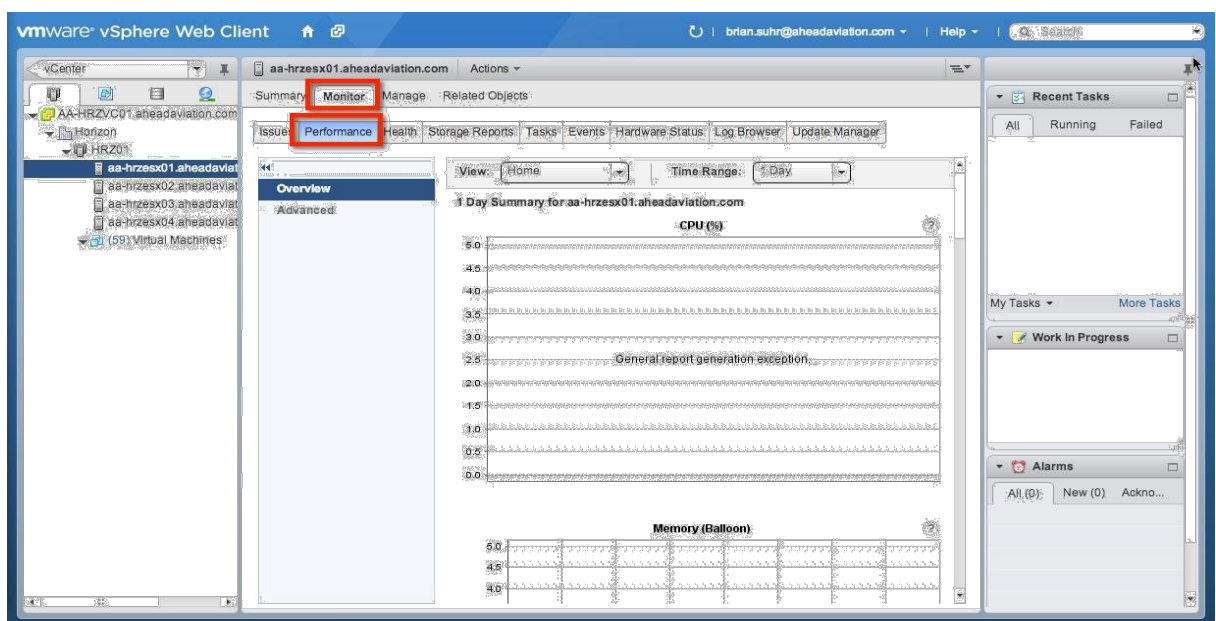 vmware® vSphere Web Client
brian.suhr@aheadaviation.com | Help
Search
vCenter
AA-HRZVC01.aheadaviation.com
Horizon
HRZ01
aa-hrzesx01.aheadaviat
aa-hrzesx02.aheadaviat
aa-hrzesx03.aheadaviat
aa-hrzesx04.aheadaviat
(59) Virtual Machines
aa-hrzesx01.aheadaviation.com Actions
Summary Monitor Manage Related Objects
Issues Performance Health Storage Reports Tasks Events Hardware Status Log Browser Update Manager
Overview
Advanced
View: Home Time Range: 1 Day
1 Day Summary for aa-hrzesx01.aheadaviation.com
CPU (%)
5.0
4.5
4.0
3.5
3.0
2.5
General report generation exception.
2.0
1.5
1.0
0.5
0.0
Memory (Balloon)
5.0
4.5
4.0
Recent Tasks
All Running Failed
My Tasks More Tasks
Work In Progress
Alarms
All (0) New (0) Ackno...